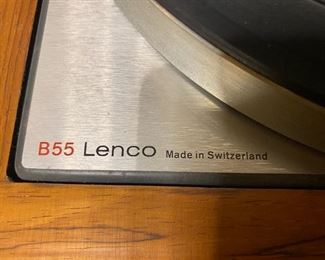 B55 Lenco Made in Switzerland